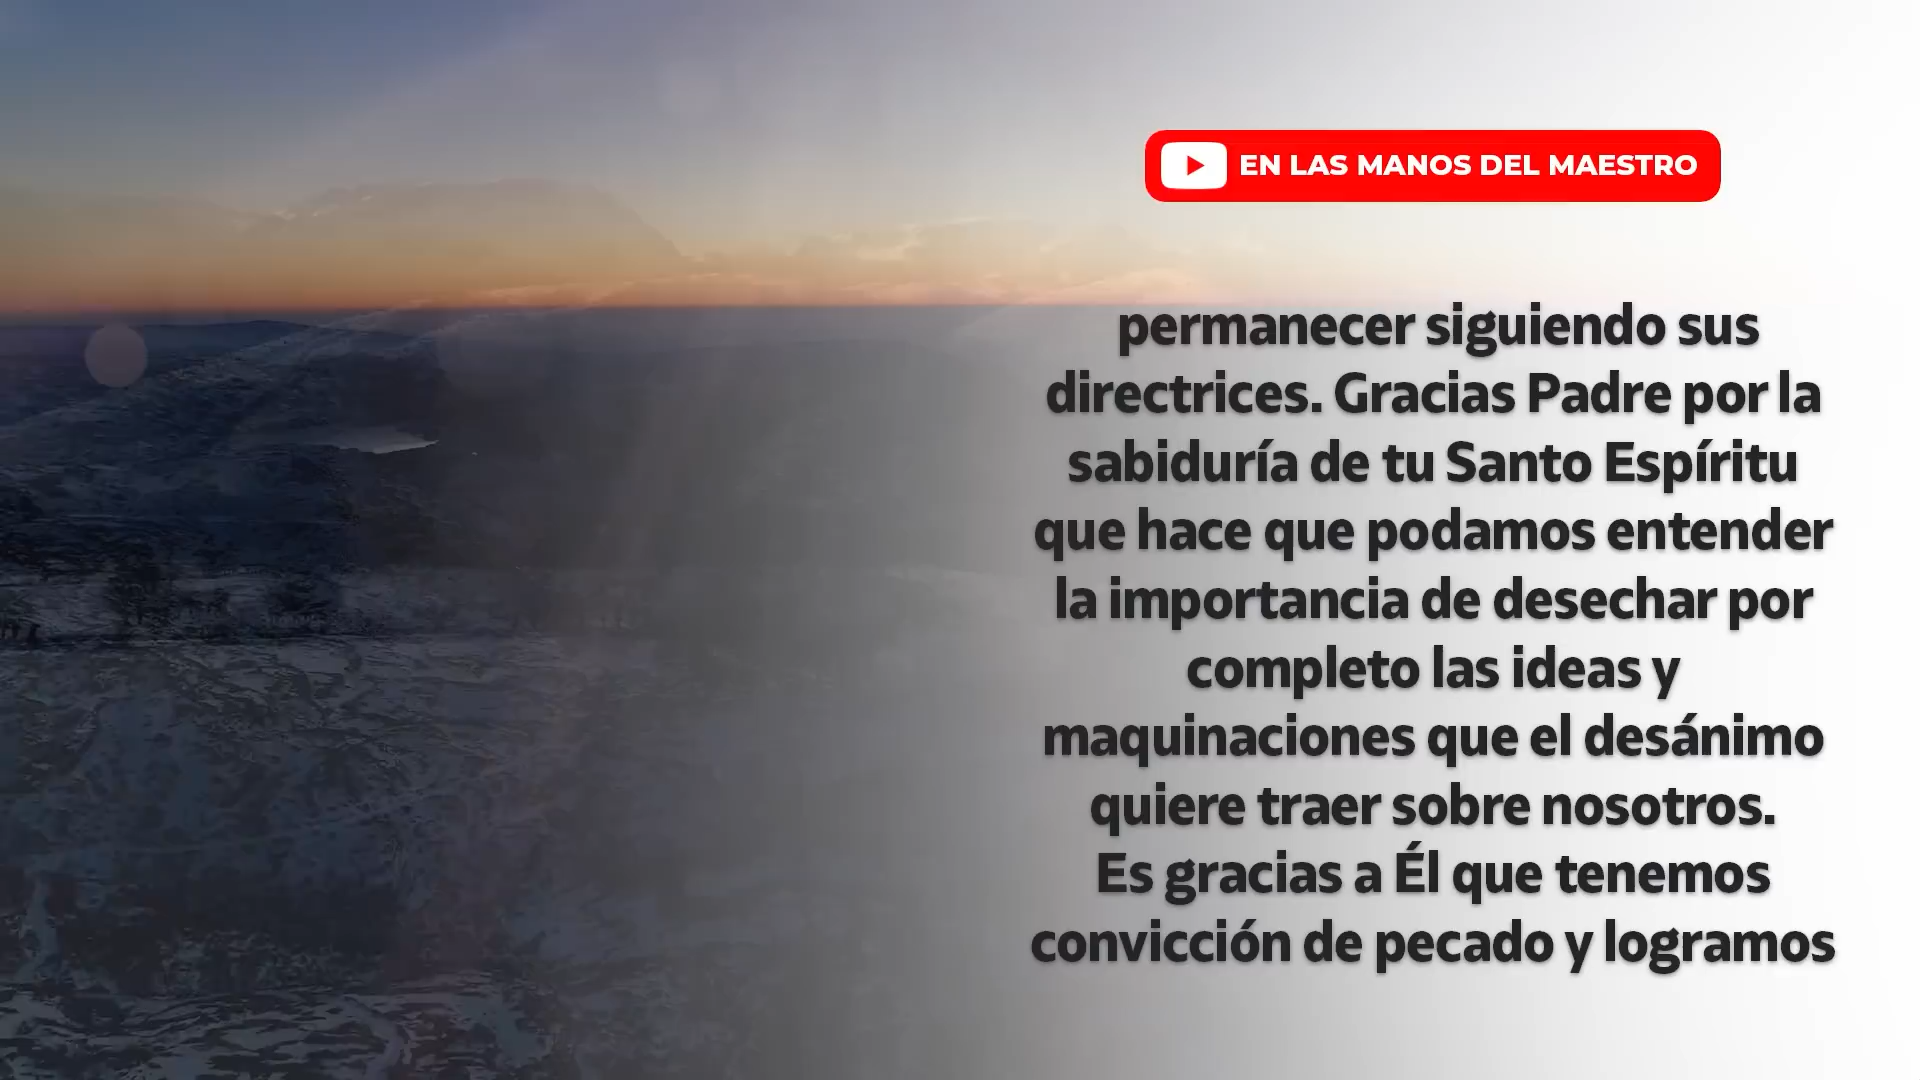 EN LAS MANOS DEL MAESTRO
permanecer siguiendo sus
directrices. Gracias Padre por la
sabiduría de tu Santo Espíritu
que hace que podamos entender
la importancia de desechar por
completo las ideas y
maquinaciones que el desánimo
quiere traer sobre nosotros.
Es gracias a Él que tenemos
convicción de pecado y logramos